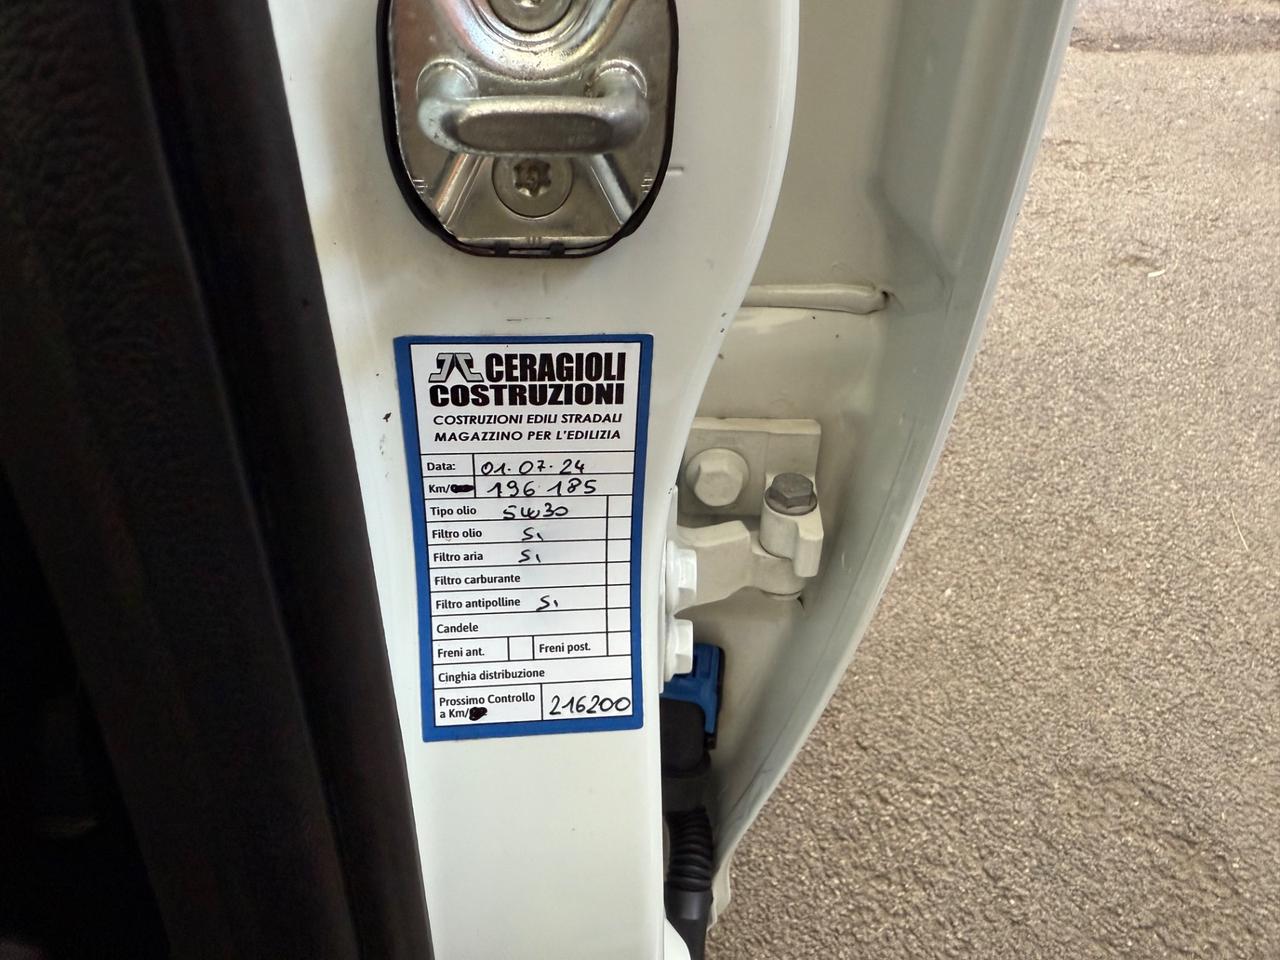 CERAGIOLI
COSTRUZIONI
COSTRUZIONI EDILI STRADALI
MAGAZZINO PER L'EDILIZIA
Data: 01.07.24
Km/ 196.185
Tipo olio 5W30
Filtro olio Si
Filtro aria Si
Filtro carburante
Filtro antipolline Si
Candele
Freni ant. Freni post.
Cinghia distribuzione
Prossimo Controllo
a Km/ 216200